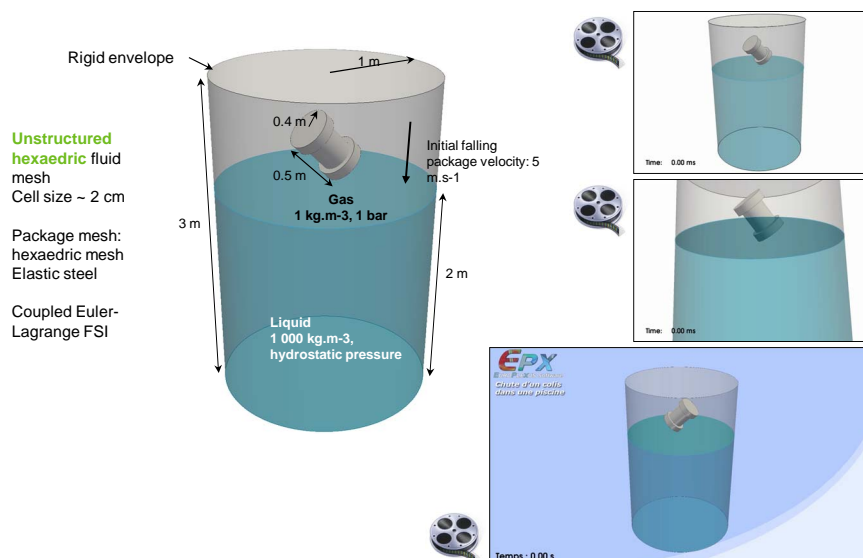 Rigid envelope
1 m
0.4 m
Initial falling
package velocity: 5
m.s-1
Unstructured
hexaedric fluid
mesh
Cell size ~ 2 cm
0.5 m
Gas
1 kg.m-3, 1 bar
3 m
Package mesh:
hexaedric mesh
Elastic steel
2 m
Coupled Euler-
Lagrange FSI
Liquid
1 000 kg.m-3,
hydrostatic pressure
Time: 0.00 ms
Time: 0.00 ms
EPX
Chute d'un colis
dans une piscine
Temps : 0.00 s